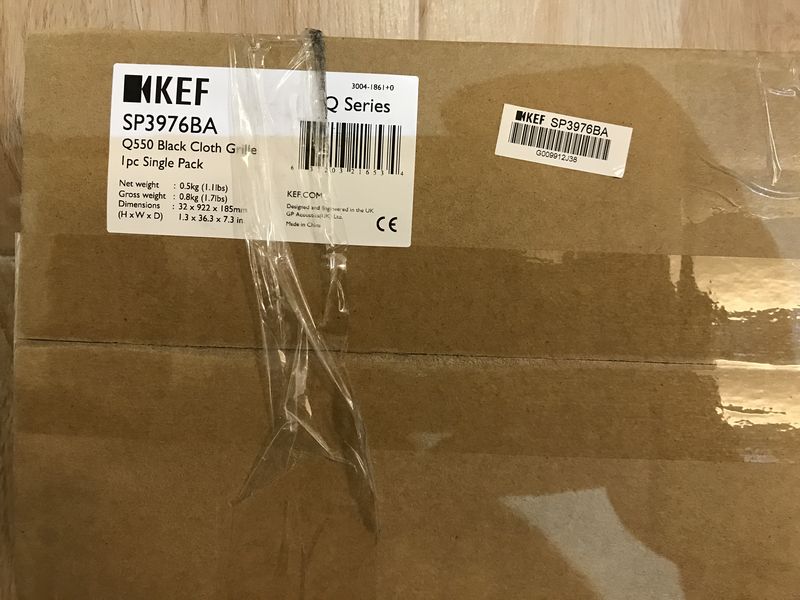 KEF
3004-1861+0
Q Series
SP3976BA
Q550 Black Cloth Grille
1pc Single Pack
Net weight : 0.5kg (1.1lbs)
Gross weight : 0.8kg (1.7lbs)
Dimensions : 32 x 922 x 185mm
(H x W x D) 1.3 x 36.3 x 7.3 in.
KEF.COM
Designed and Engineered in the UK
GP Acoustics(UK) Ltd.
Made in China
CE
KEF SP3976BA
G009912J38